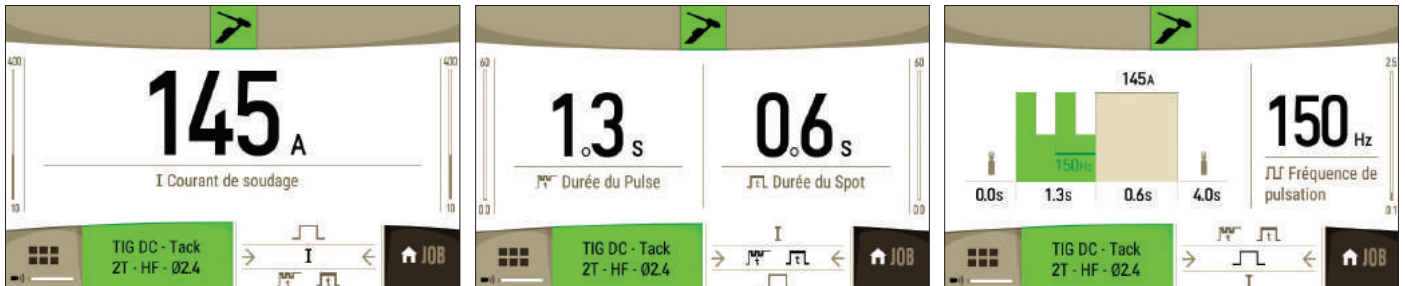 400
400
145 A
I Courant de soudage
10
10
TIG DC - Tack
2T - HF - Ø2.4
I
JOB
60
60
1.3 s
0.6 s
Durée du Pulse
Durée du Spot
0.0
0.0
TIG DC - Tack
2T - HF - Ø2.4
I
JOB
145A
2.5
150 Hz
150Hz
Fréquence de
pulsation
0.0s
1.3s
0.6s
4.0s
0.1
TIG DC - Tack
2T - HF - Ø2.4
I
JOB